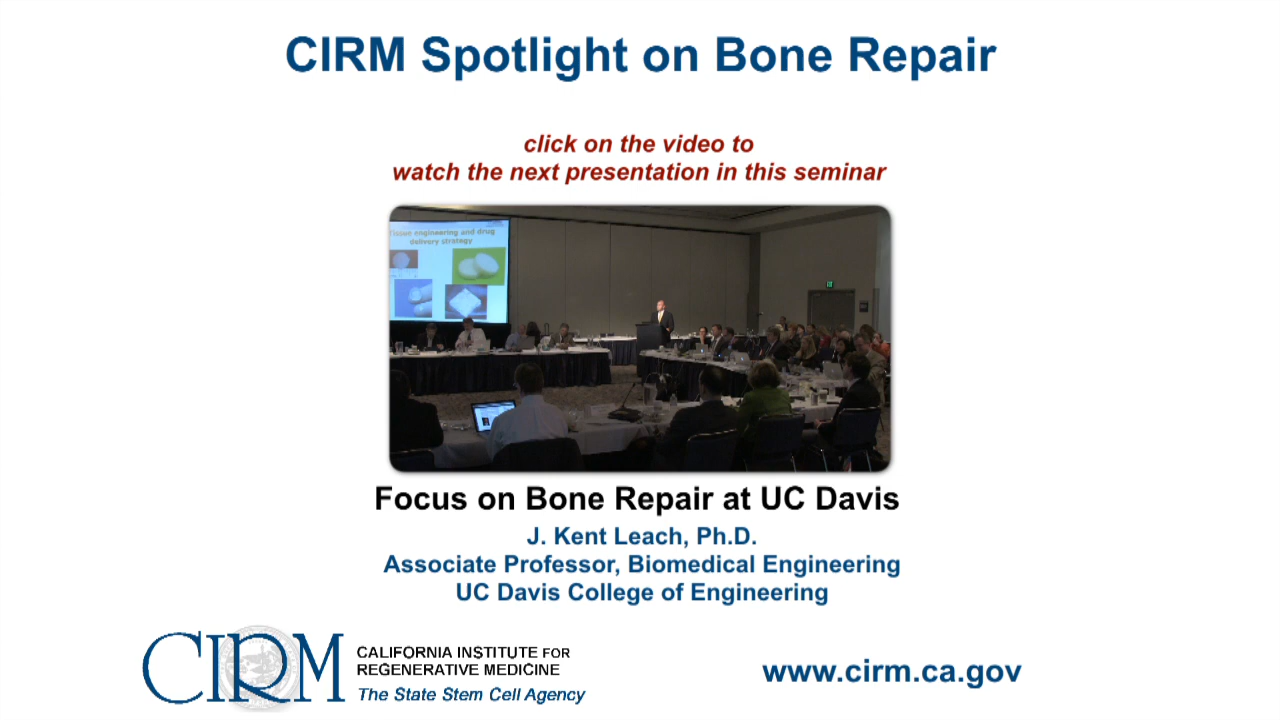 CIRM Spotlight on Bone Repair
click on the video to
watch the next presentation in this seminar
Tissue engineering and drug
delivery strategy
Focus on Bone Repair at UC Davis
J. Kent Leach, Ph.D.
Associate Professor, Biomedical Engineering
UC Davis College of Engineering
CIRM
CALIFORNIA INSTITUTE FOR
REGENERATIVE MEDICINE
The State Stem Cell Agency
www.cirm.ca.gov